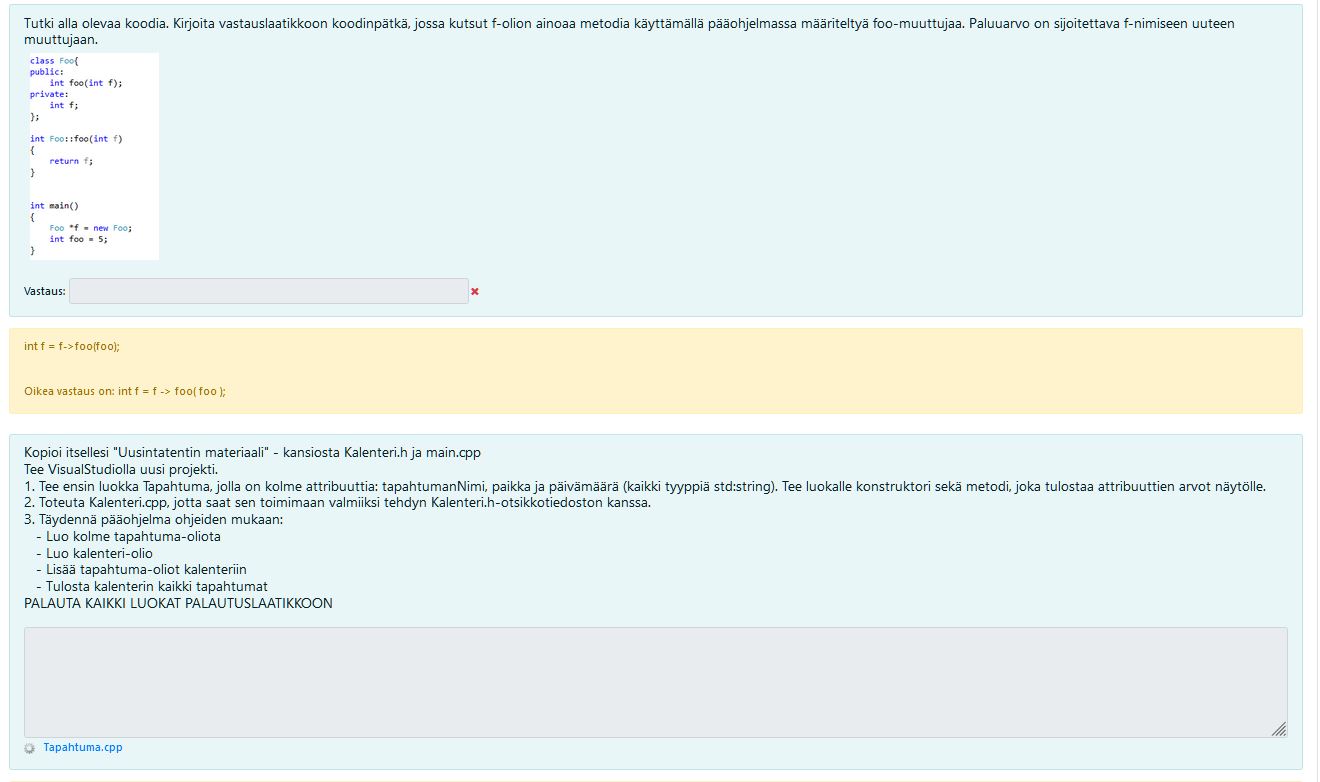 Tutki alla olevaa koodia. Kirjoita vastauslaatikkoon koodinpätkä, jossa kutsut f-olion ainoaa metodia käyttämällä pääohjelmassa määriteltyä foo-muuttujaa. Paluuarvo on sijoitettava f-nimiseen uuteen
muuttujaan.
class Foo{
public:
    int foo(int f);
private:
    int f;
};
int Foo::foo(int f)
{
    return f;
}
int main()
{
    Foo *f = new Foo;
    int foo = 5;
}
Vastaus:
int f = f->foo(foo);
Oikea vastaus on: int f = f -> foo( foo );
Kopioi itsellesi "Uusintatentin materiaali" - kansiosta Kalenteri.h ja main.cpp
Tee VisualStudiolla uusi projekti.
1. Tee ensin luokka Tapahtuma, jolla on kolme attribuuttia: tapahtumanNimi, paikka ja päivämäärä (kaikki tyyppiä std:string). Tee luokalle konstruktori sekä metodi, joka tulostaa attribuuttien arvot näytölle.
2. Toteuta Kalenteri.cpp, jotta saat sen toimimaan valmiiksi tehdyn Kalenteri.h-otsikkotiedoston kanssa.
3. Täydennä pääohjelma ohjeiden mukaan:
- Luo kolme tapahtuma-oliota
- Luo kalenteri-olio
- Lisää tapahtuma-oliot kalenteriin
- Tulosta kalenterin kaikki tapahtumat
PALAUTA KAIKKI LUOKAT PALAUTUSLAATIKKOON
Tapahtuma.cpp